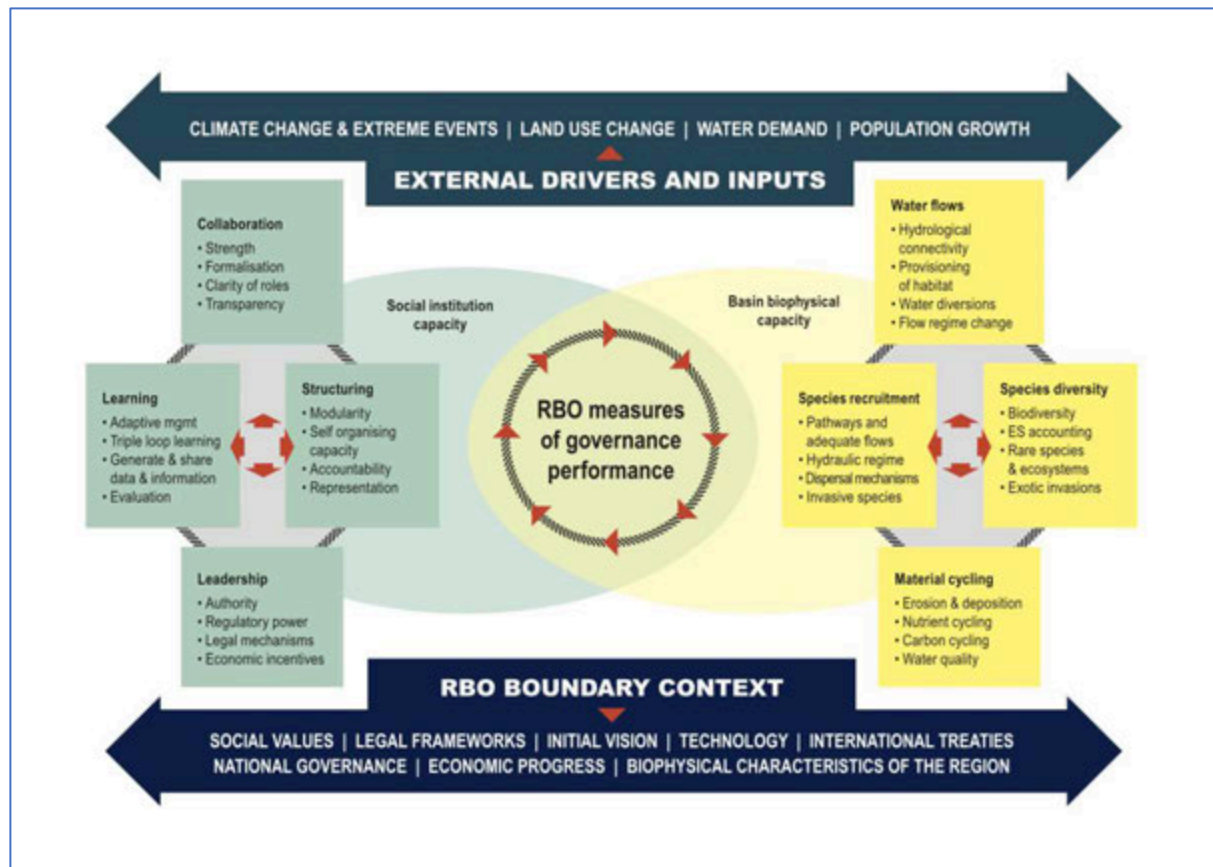 CLIMATE CHANGE & EXTREME EVENTS | LAND USE CHANGE | WATER DEMAND | POPULATION GROWTH
EXTERNAL DRIVERS AND INPUTS
Collaboration
• Strength
• Formalisation
• Clarity of roles
• Transparency
Learning
• Adaptive mgmt
• Triple loop learning
• Generate & share
data & information
• Evaluation
Structuring
• Modularity
• Self organising
capacity
• Accountability
• Representation
Leadership
• Authority
• Regulatory power
• Legal mechanisms
• Economic incentives
Social institution
capacity
RBO measures
of governance
performance
Basin biophysical
capacity
Water flows
• Hydrological
connectivity
• Provisioning
of habitat
• Water diversions
• Flow regime change
Species recruitment
• Pathways and
adequate flows
• Hydraulic regime
• Dispersal mechanisms
• Invasive species
Species diversity
• Biodiversity
• ES accounting
• Rare species
& ecosystems
• Exotic invasions
Material cycling
• Erosion & deposition
• Nutrient cycling
• Carbon cycling
• Water quality
RBO BOUNDARY CONTEXT
SOCIAL VALUES | LEGAL FRAMEWORKS | INITIAL VISION | TECHNOLOGY | INTERNATIONAL TREATIES
NATIONAL GOVERNANCE | ECONOMIC PROGRESS | BIOPHYSICAL CHARACTERISTICS OF THE REGION